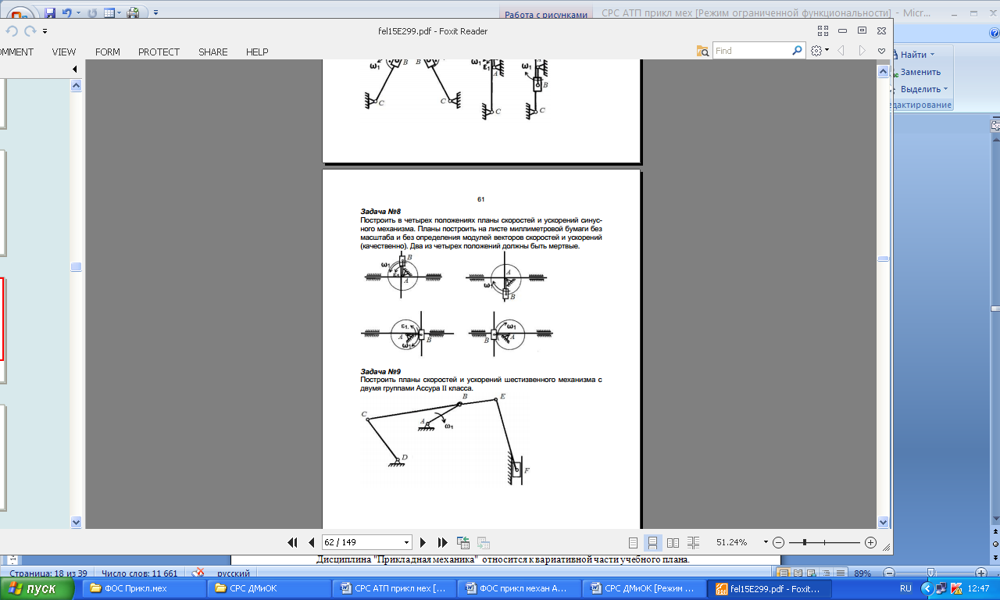 Работа с рисунками
СРС АТП прикл мех [Режим ограниченной функциональности] - Micr...
fel15E299.pdf - Foxit Reader
OMMENT VIEW FORM PROTECT SHARE HELP
Find
Найти
Заменить
Выделить
едактирование
ω1 B B ω1 A ε1 A ω1 B
C C C C
61
Задача №8
Построить в четырех положениях планы скоростей и ускорений синус-
ного механизма. Планы построить на листе миллиметровой бумаги без
масштаба и без определения модулей векторов скоростей и ускорений
(качественно). Два из четырех положений должны быть мертвые.
B
ω1 A A
ω1 B
ε1 ω1
A B B A
ω1
Задача №9
Построить планы скоростей и ускорений шестизвенного механизма с
двумя группами Ассура II класса.
B E
C A ω1
D
F
62 / 149
51.24%
Дисциплина "Прикладная механика" относится к вариативной части учебного плана.
Страница: 18 из 39 Число слов: 11 661 русский 89%
пуск ФОС Прикл.мех СРС ДМиОК СРС АТП прикл мех [... ФОС прикл механ А... СРС ДМиОК [Режим ... fel15E299.pdf - Foxit... RU 12:47